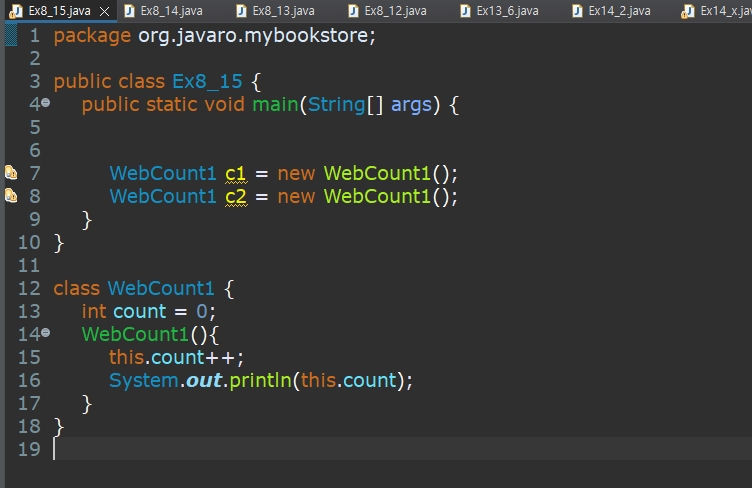 Ex8_15.java Ex8_14.java Ex8_13.java Ex8_12.java Ex13_6.java Ex14_2.java Ex14_x.jav
1 package org.javaro.mybookstore;
2
3 public class Ex8_15 {
4 public static void main(String[] args) {
5
6
7 WebCount1 c1 = new WebCount1();
8 WebCount1 c2 = new WebCount1();
9 }
10 }
11
12 class WebCount1 {
13 int count = 0;
14 WebCount1(){
15 this.count++;
16 System.out.println(this.count);
17 }
18 }
19